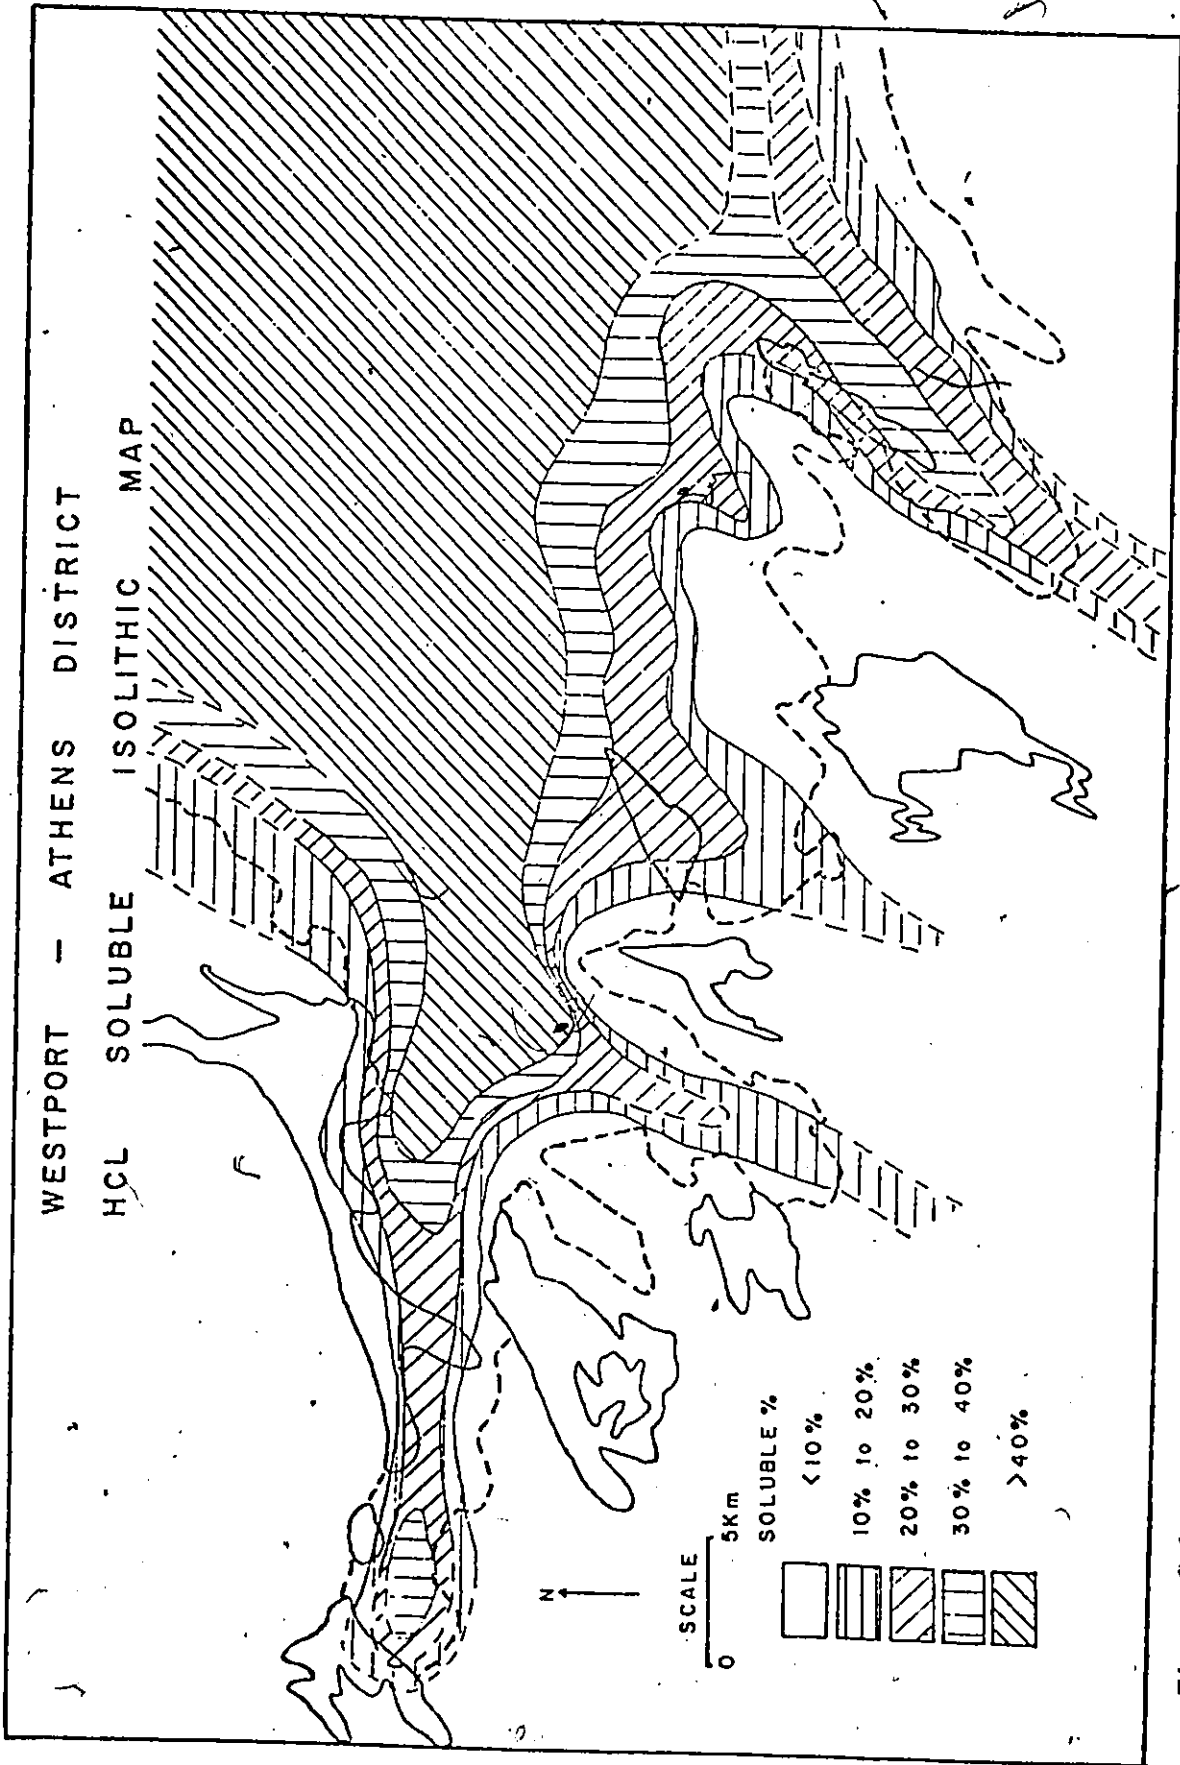 WESTPORT — ATHENS DISTRICT
HCL SOLUBLE ISOLITHIC MAP
N
SCALE
0 5Km
SOLUBLE %
<10%
10% to 20%
20% to 30%
30% to 40%
>40%